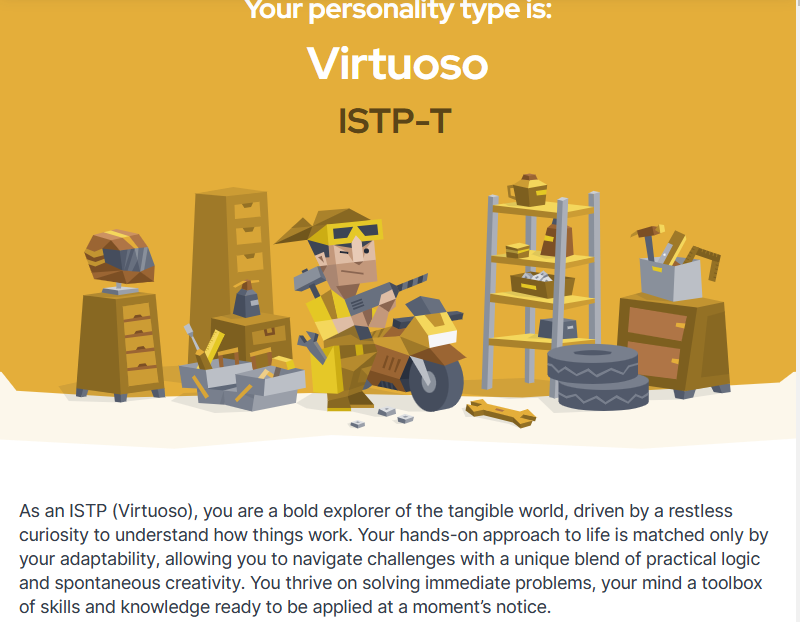 Your personality type is:
Virtuoso
ISTP-T
As an ISTP (Virtuoso), you are a bold explorer of the tangible world, driven by a restless
curiosity to understand how things work. Your hands-on approach to life is matched only by
your adaptability, allowing you to navigate challenges with a unique blend of practical logic
and spontaneous creativity. You thrive on solving immediate problems, your mind a toolbox
of skills and knowledge ready to be applied at a moment’s notice.